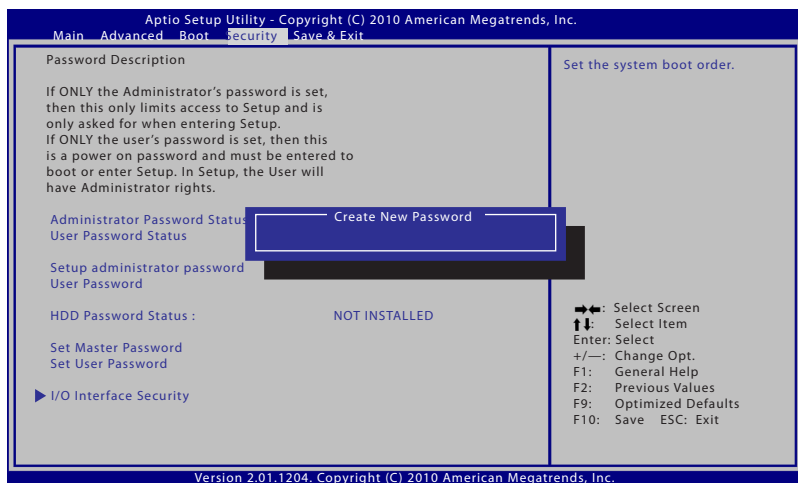 Aptio Setup Utility - Copyright (C) 2010 American Megatrends, Inc.
Main Advanced Boot Security Save & Exit
Password Description
If ONLY the Administrator's password is set,
then this only limits access to Setup and is
only asked for when entering Setup.
If ONLY the user's password is set, then this
is a power on password and must be entered to
boot or enter Setup. In Setup, the User will
have Administrator rights.
Administrator Password Status
User Password Status
Create New Password
Setup administrator password
User Password
HDD Password Status : NOT INSTALLED
Set Master Password
Set User Password
I/O Interface Security
Set the system boot order.
→←: Select Screen
↑↓: Select Item
Enter: Select
+/—: Change Opt.
F1: General Help
F2: Previous Values
F9: Optimized Defaults
F10: Save ESC: Exit
Version 2.01.1204. Copyright (C) 2010 American Megatrends, Inc.